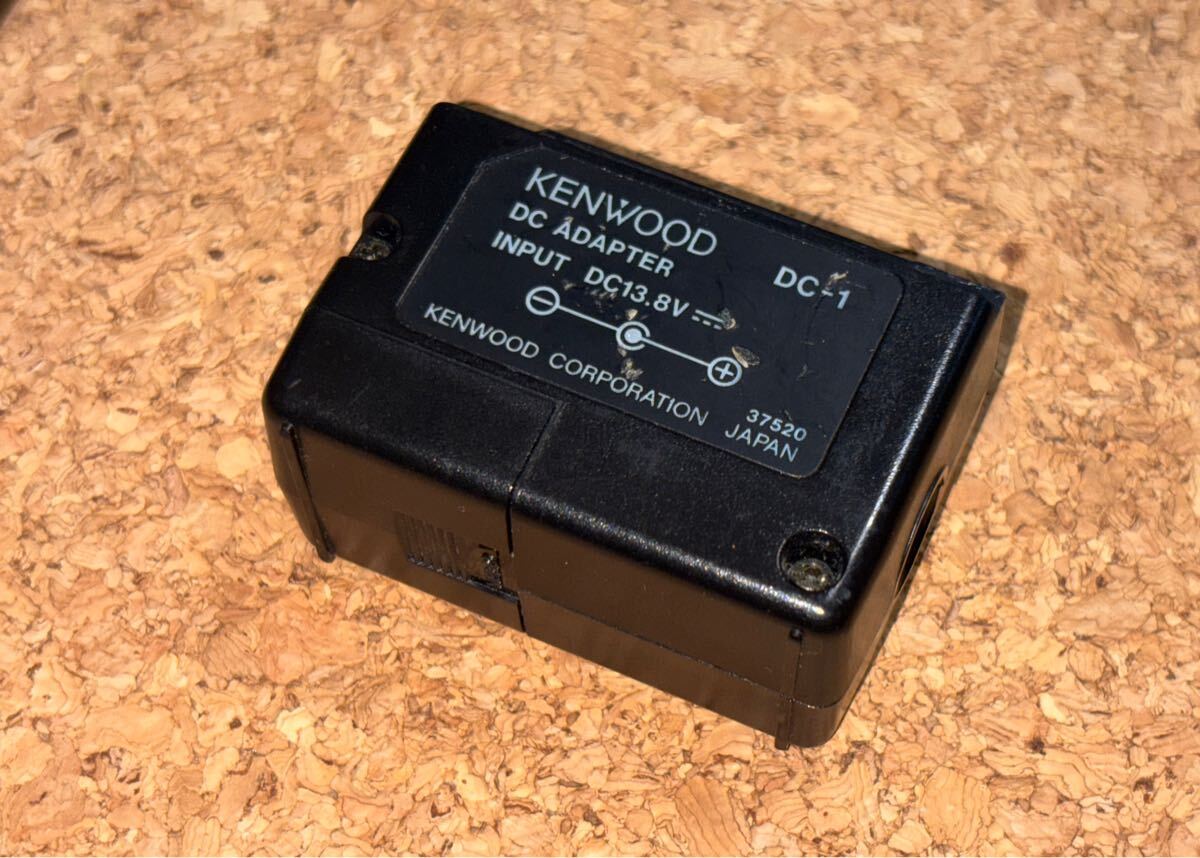 KENWOOD
DC ADAPTER DC-1
INPUT DC13.8V ⎓
⊖ ⊕
37520
KENWOOD CORPORATION JAPAN